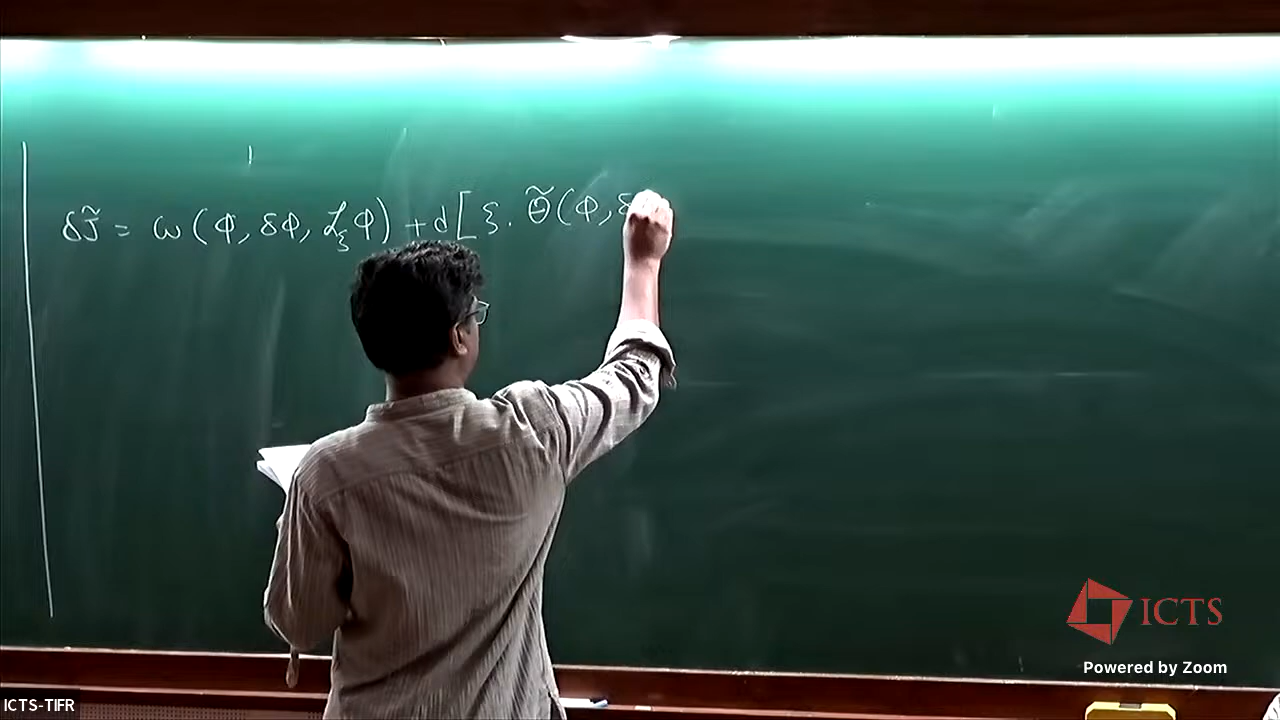 δJ̃ = ω(Φ, δΦ, ℒ_ξ Φ) + d[ξ. Θ̃(Φ, δ
ICTS
Powered by Zoom
ICTS-TIFR